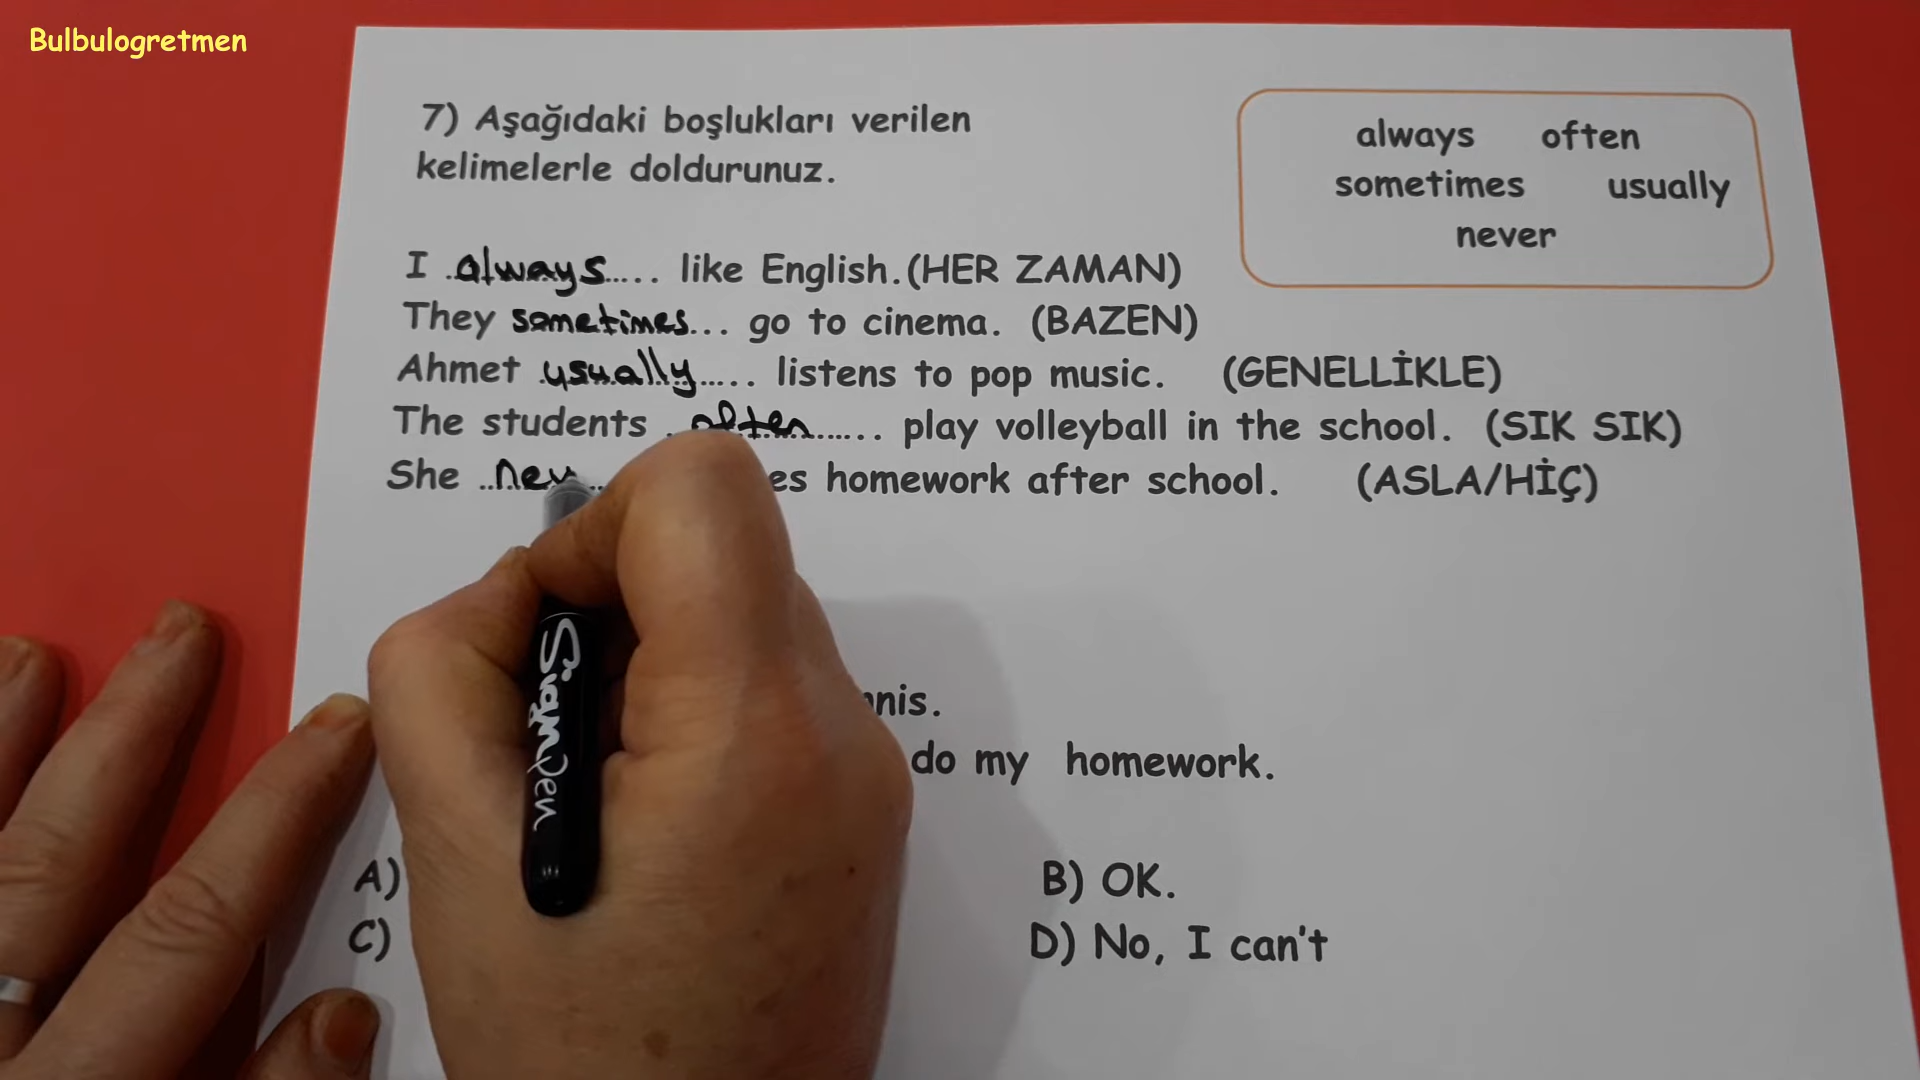 Bulbulogretmen
7) Aşağıdaki boşlukları verilen
kelimelerle doldurunuz.
always often
sometimes usually
never
I .always..... like English.(HER ZAMAN)
They sometimes... go to cinema. (BAZEN)
Ahmet .usually..... listens to pop music. (GENELLİKLE)
The students .often......... play volleyball in the school. (SIK SIK)
She ..nev es homework after school. (ASLA/HİÇ)
nis.
do my homework.
A)
B) OK.
C)
D) No, I can't
SignPen